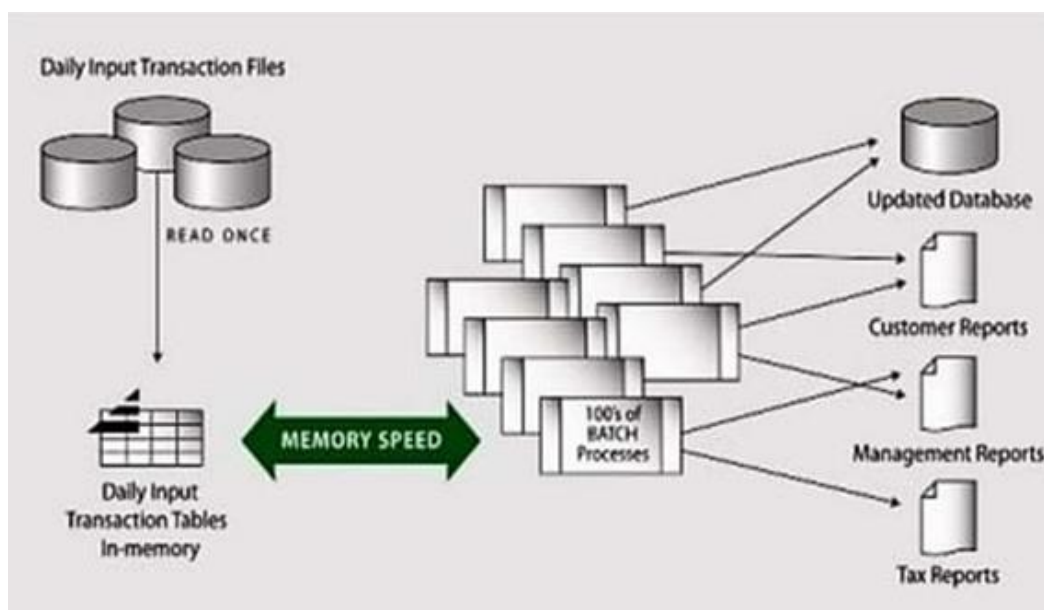 Daily Input Transaction Files
READ ONCE
Daily Input
Transaction Tables
In-memory
MEMORY SPEED
100's of
BATCH
Processes
Updated Database
Customer Reports
Management Reports
Tax Reports